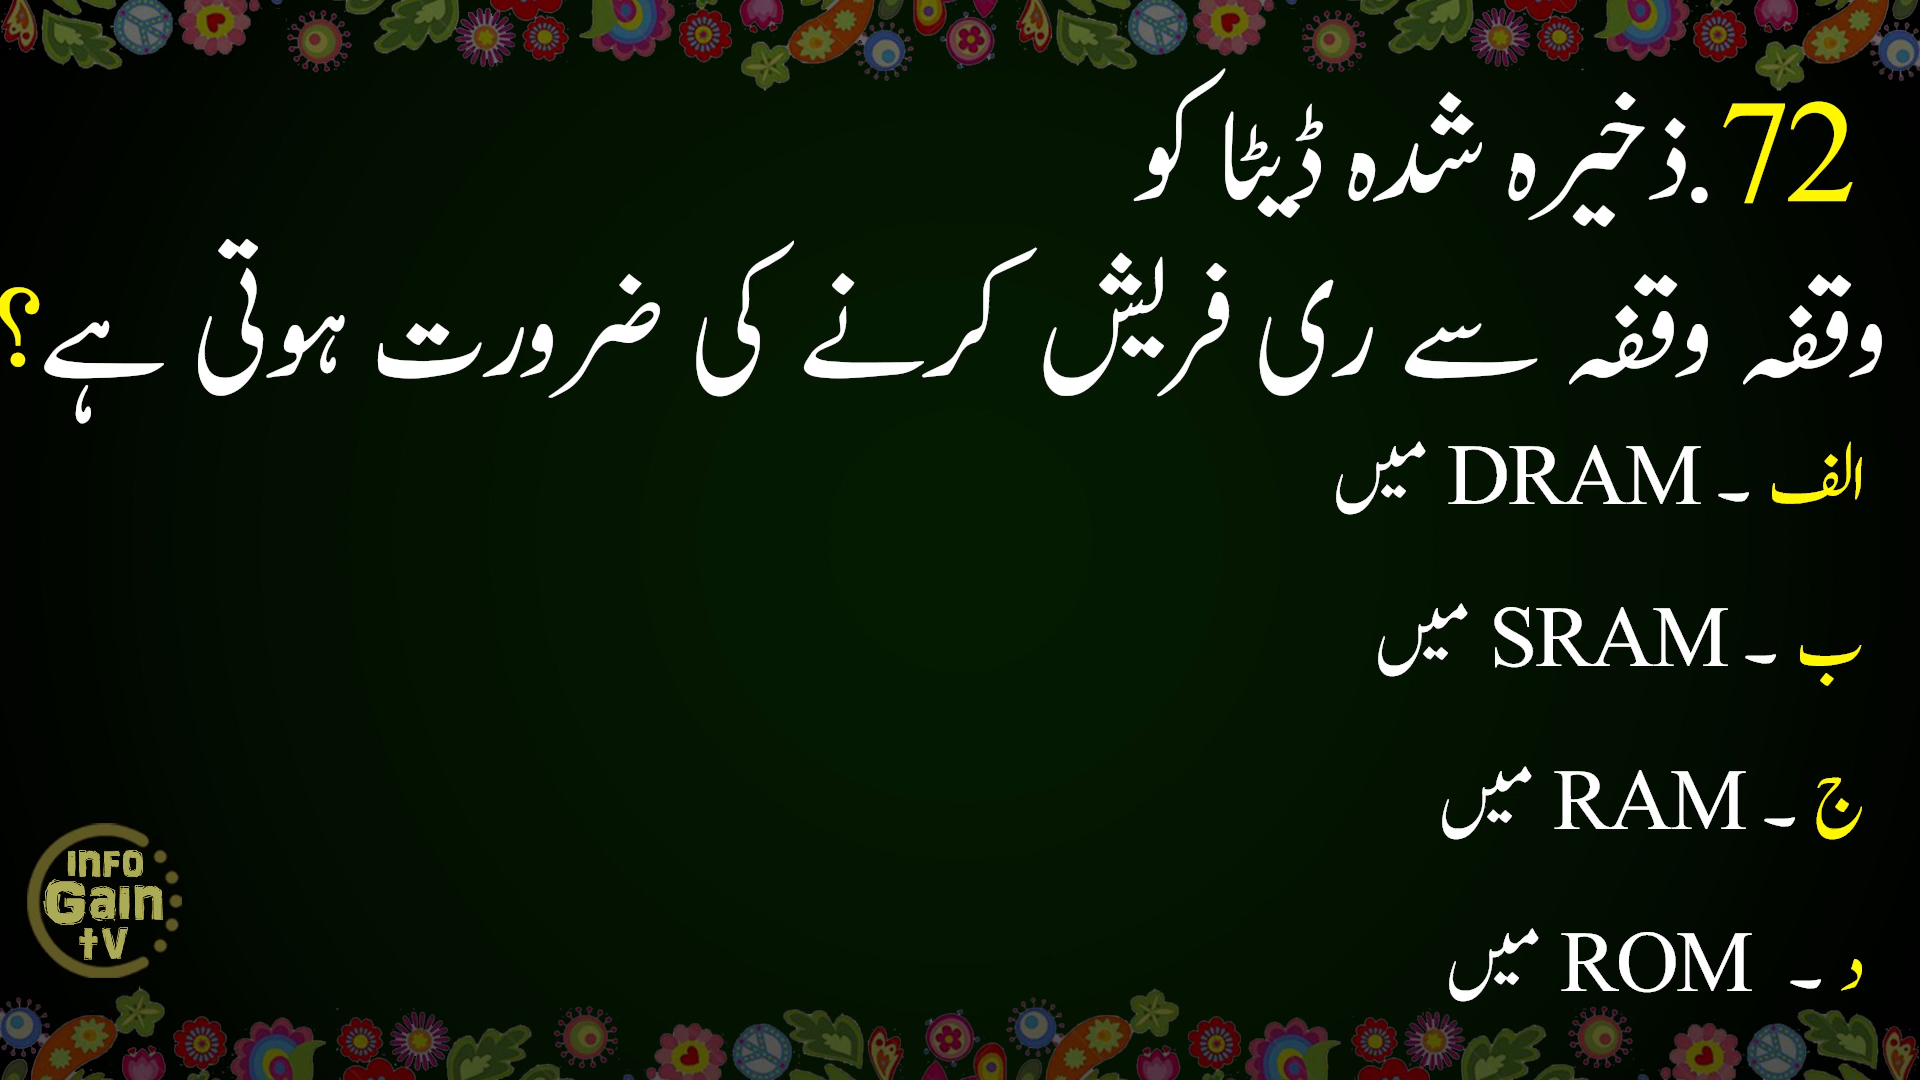 72.ذخیرہ شدہ ڈیٹا کو
وقفہ وقفہ سے ری فریش کرنے کی ضرورت ہوتی ہے؟
الف ۔ DRAM میں
ب ۔ SRAM میں
ج ۔ RAM میں
د ۔ ROM میں
INFO
Gain
tV